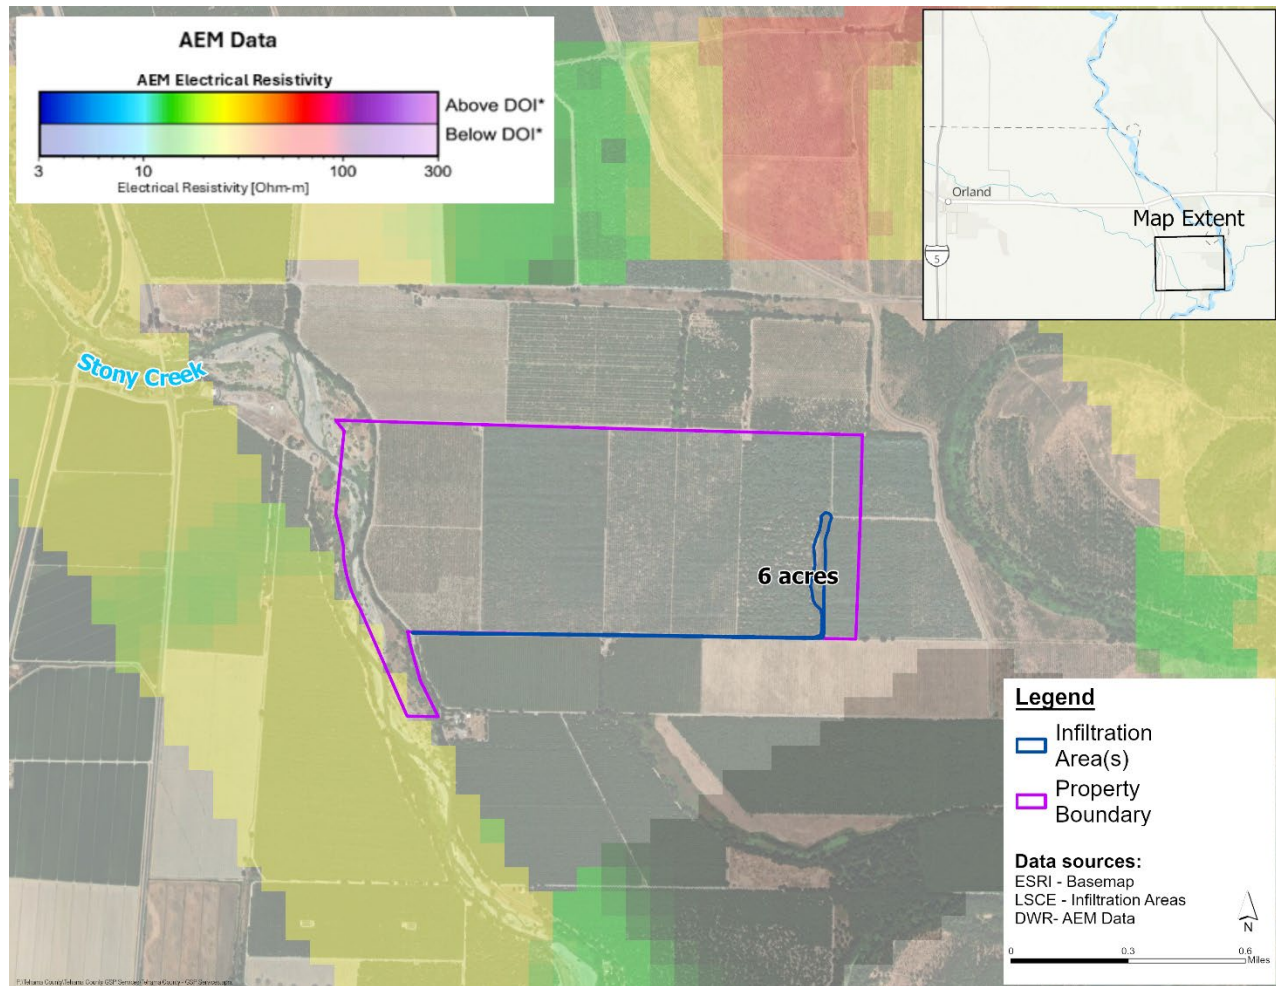 AEM Data
AEM Electrical Resistivity
Above DOI*
Below DOI*
3 10 100 300
Electrical Resistivity [Ohm-m]
Orland
Map Extent
5
Stony Creek
6 acres
Legend
Infiltration
Area(s)
Property
Boundary
Data sources:
ESRI - Basemap
LSCE - Infiltration Areas
DWR- AEM Data
N
0 0.3 0.6
Miles